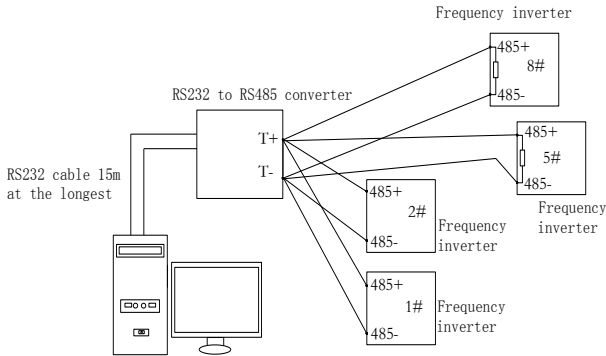 Frequency inverter
485+
8#
485-
RS232 to RS485 converter
T+
T-
485+
5#
485-
Frequency
inverter
RS232 cable 15m
at the longest
485+
2#
485-
Frequency
inverter
485+
1#
485-
Frequency
inverter